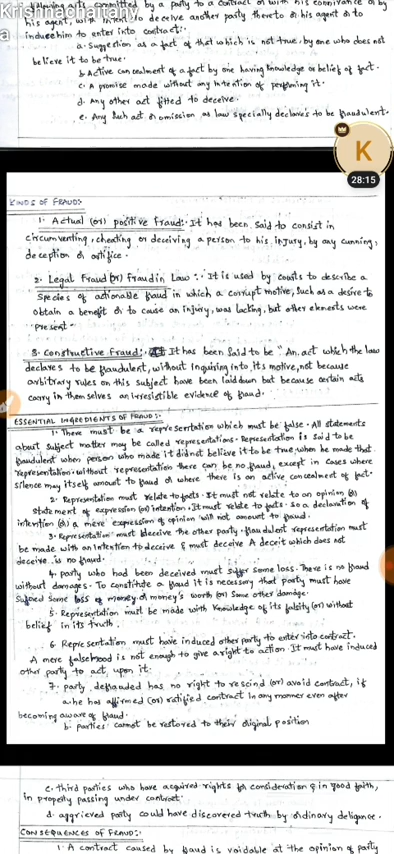 following acts committed by a party to a contract or with his connivance or by
Krishnachaitany
his agent, with intent to deceive another party thereto or his agent or to
a
induce him to enter into contract:-
a. Suggestion as a fact of that which is not true by one who does not
believe it to be true.
b. Active concealment of a fact by one having knowledge or belief of fact.
c. A promise made without any intention of performing it.
d. Any other act fitted to deceive.
e. Any such act or omission as law specially declares to be fraudulent.
K
28:15
KINDS OF FRAUD:-
1. Actual (or) positive fraud:- It has been said to consist in
circumventing, cheating or deceiving a person to his injury, by any cunning,
deception or artifice.
2. Legal Fraud (or) Fraud in Law:- It is used by courts to describe a
species of actionable fraud in which a corrupt motive, such as a desire to
obtain a benefit or to cause an injury, was lacking, but other elements were
present.
3. Constructive Fraud:- It has been said to be "An act which the law
declares to be fraudulent, without inquiring into its motive, not because
arbitrary rules on this subject have been laid down but because certain acts
carry in themselves an irresistible evidence of fraud.
ESSENTIAL INGREDIENTS OF FRAUD:-
1. There must be a representation which must be false. All statements
about subject matter may be called representations. Representation is said to be
fraudulent when person who made it did not believe it to be true when he made that
representation. without representation there can be no fraud, except in cases where
silence may itself amount to fraud or where there is an active concealment of fact.
2. Representation must relate to facts. It must not relate to an opinion (or)
statement of expression (or) intention. It must relate to facts. So a declaration of
intention (or) a mere expression of opinion will not amount to fraud.
3. Representation must deceive the other party. fraudulent representation must
be made with an intention to deceive & must deceive A deceit which does not
deceive is no fraud.
4. party who had been deceived must suffer some loss. There is no fraud
without damages. To constitute a fraud it is necessary that party must have
suffered some loss of money or money's worth (or) some other damage.
5. Representation must be made with knowledge of its falsity (or) without
belief in its truth.
6. Representation must have induced other party to enter into contract.
A mere falsehood is not enough to give a right to action. It must have induced
other party to act upon it.
7. party defrauded has no right to rescind (or) avoid contract, if
a. he has affirmed (or) ratified contract in any manner even after
becoming aware of fraud.
b. parties cannot be restored to their original position
c. third parties who have acquired rights for consideration & in good faith,
in property passing under contract.
d. aggrieved party could have discovered truth by ordinary deligence.
CONSEQUENCES OF FRAUD:-
1. A contract caused by fraud is voidable at the opinion of party